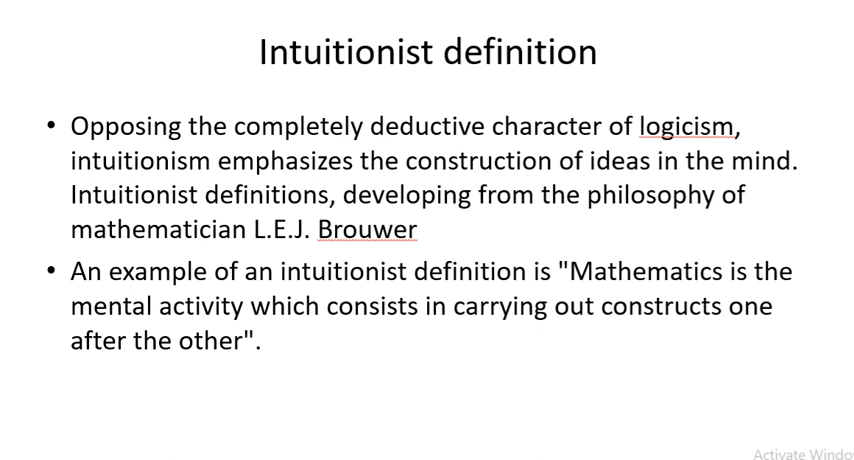 Intuitionist definition
• Opposing the completely deductive character of logicism,
intuitionism emphasizes the construction of ideas in the mind.
Intuitionist definitions, developing from the philosophy of
mathematician L.E.J. Brouwer
• An example of an intuitionist definition is "Mathematics is the
mental activity which consists in carrying out constructs one
after the other".
Activate Windo